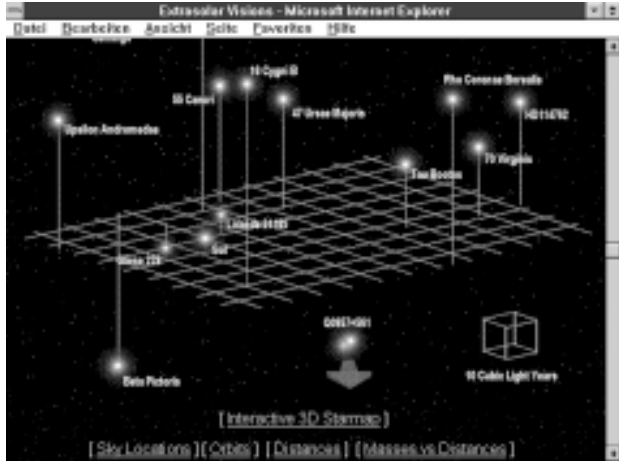 Extrasolar Visions - Microsoft Internet Explorer
Datei Bearbeiten Ansicht Seite Favoriten Hilfe
16 Cygni B
Rho Coronae Borealis
55 Cancri
47 Ursae Majoris
HD114762
Upsilon Andromedae
70 Virginis
Tau Bootes
Lalande 21185
Sol
Gliese 229
Beta Pictoris
10 Cubic Light Years
[ Interactive 3D Starmap ]
[ Sky Locations ] [ Orbits ] [ Distances ] [ Masses vs Distances ]